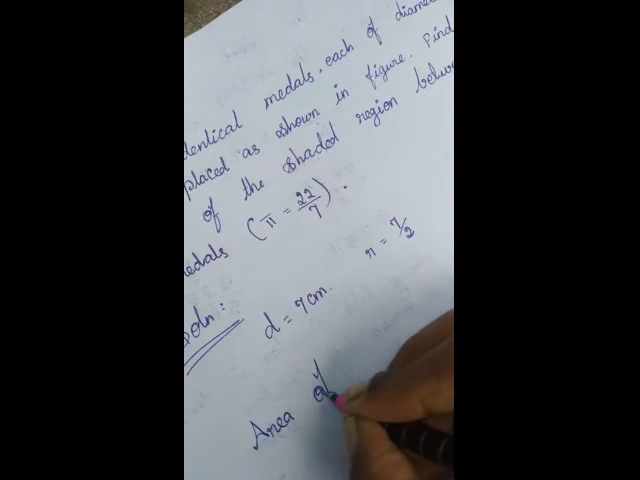 dentical medals, each of diame
placed as shown in figure. Find
of the shaded region betw
medals (π = 22/7).
Soln:
d = 7cm. r = 7/2
Area of